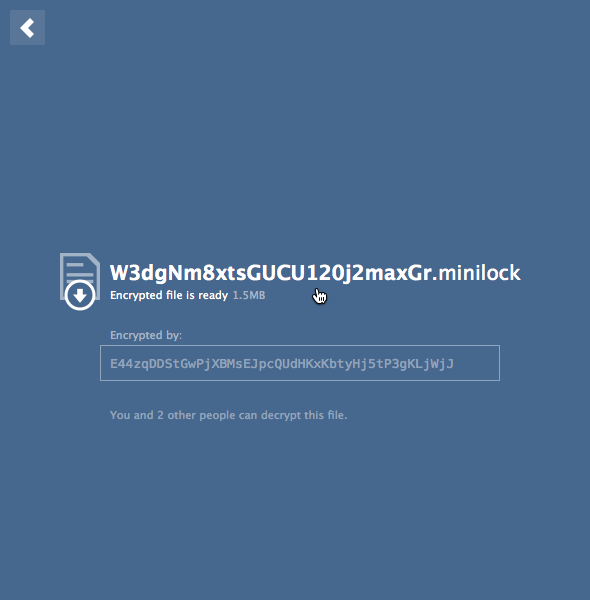 W3dgNm8xtsGUCU120j2maxGr.minilock
Encrypted file is ready 1.5MB
Encrypted by:
E44zqDDStGwPjXBMsEJpcQUdHKxKbtyHj5tP3gKLjWjJ
You and 2 other people can decrypt this file.